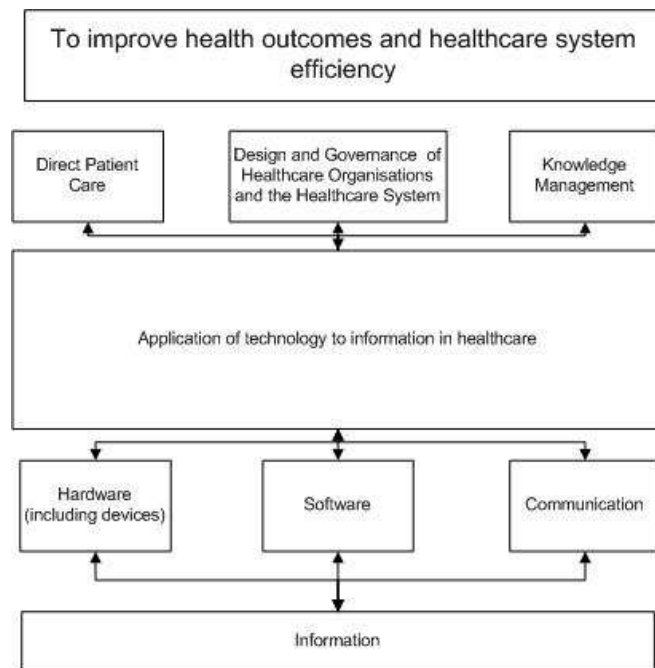 To improve health outcomes and healthcare system
efficiency
Direct Patient
Care
Design and Governance of
Healthcare Organisations
and the Healthcare System
Knowledge
Management
Application of technology to information in healthcare
Hardware
(including devices)
Software
Communication
Information